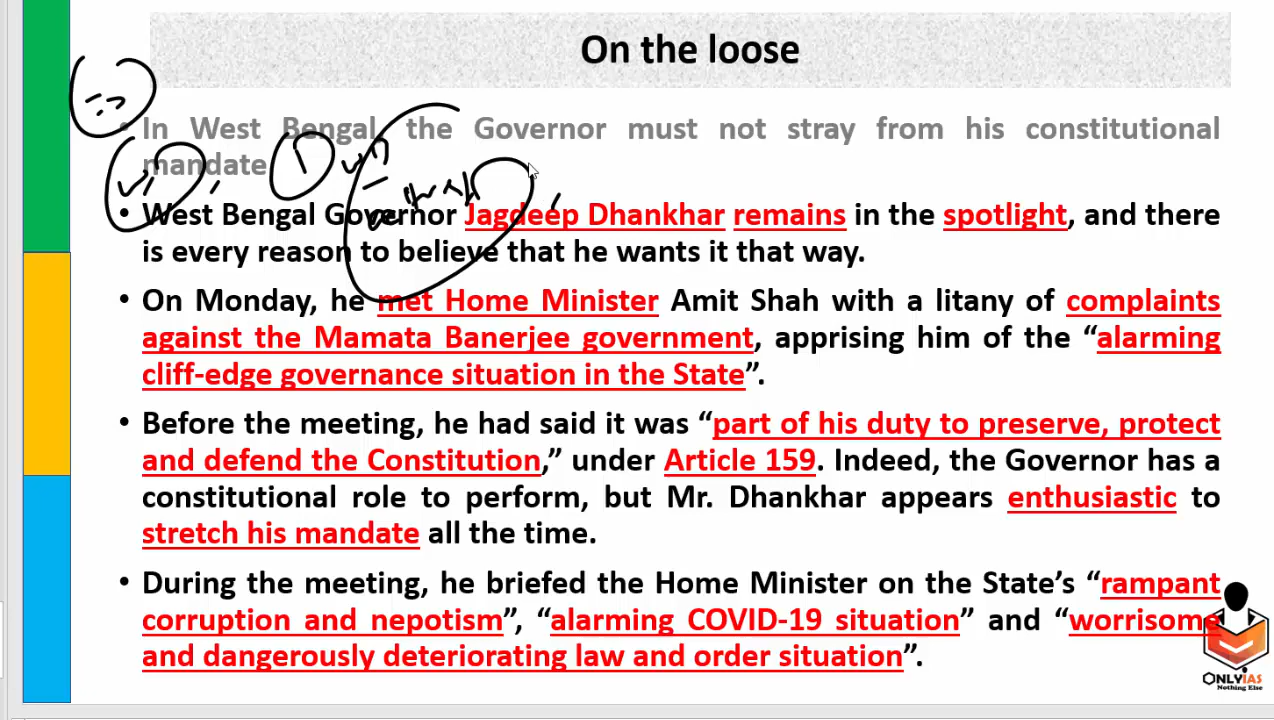 On the loose
• In West Bengal, the Governor must not stray from his constitutional
mandate
• West Bengal Governor Jagdeep Dhankhar remains in the spotlight, and there
is every reason to believe that he wants it that way.
• On Monday, he met Home Minister Amit Shah with a litany of complaints
against the Mamata Banerjee government, apprising him of the “alarming
cliff-edge governance situation in the State”.
• Before the meeting, he had said it was “part of his duty to preserve, protect
and defend the Constitution,” under Article 159. Indeed, the Governor has a
constitutional role to perform, but Mr. Dhankhar appears enthusiastic to
stretch his mandate all the time.
• During the meeting, he briefed the Home Minister on the State’s “rampant
corruption and nepotism”, “alarming COVID-19 situation” and “worrisome
and dangerously deteriorating law and order situation”.
ONLYIAS
Nothing Else